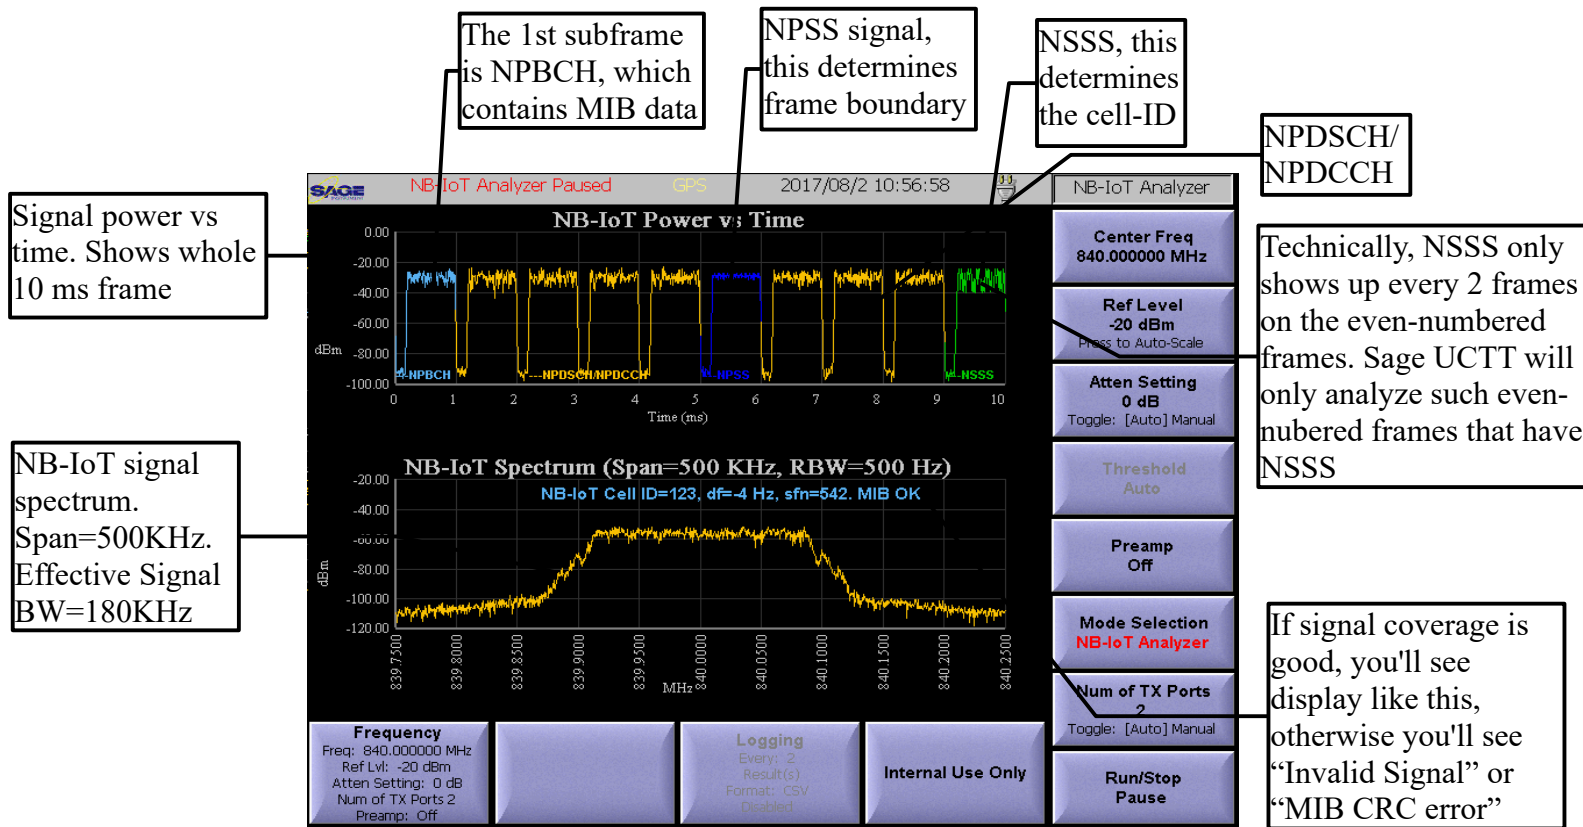 The 1st subframe
is NPBCH, which
contains MIB data
NPSS signal,
this determines
frame boundary
NSSS, this
determines
the cell-ID
NPDSCH/
NPDCCH
Signal power vs
time. Shows whole
10 ms frame
Technically, NSSS only
shows up every 2 frames
on the even-numbered
frames. Sage UCTT will
only analyze such even-
nubered frames that have
NSSS
NB-IoT signal
spectrum.
Span=500KHz.
Effective Signal
BW=180KHz
If signal coverage is
good, you'll see
display like this,
otherwise you'll see
“Invalid Signal” or
“MIB CRC error”
SAGE
INSTRUMENT
NB-IoT Analyzer Paused
GPS
2017/08/2 10:56:58
NB-IoT Analyzer
NB-IoT Power vs Time
0.00
-20.00
-40.00
-60.00
dBm
-80.00
-100.00
--NPBCH
---NPDSCH/NPDCCH
--NPSS
--NSSS
0 1 2 3 4 5 6 7 8 9 10
Time (ms)
NB-IoT Spectrum (Span=500 KHz, RBW=500 Hz)
NB-IoT Cell ID=123, df=-4 Hz, sfn=542. MIB OK
-20.00
-40.00
-60.00
-80.00
dBm
-100.00
-120.00
839.7500 839.8000 839.8500 839.9000 839.9500 840.0000 840.0500 840.1000 840.1500 840.2000 840.2500
MHz
Center Freq
840.000000 MHz
Ref Level
-20 dBm
Press to Auto-Scale
Atten Setting
0 dB
Toggle: [Auto] Manual
Threshold
Auto
Preamp
Off
Mode Selection
NB-IoT Analyzer
Num of TX Ports
2
Toggle: [Auto] Manual
Run/Stop
Pause
Frequency
Freq: 840.000000 MHz
Ref Lvl: -20 dBm
Atten Setting: 0 dB
Num of TX Ports 2
Preamp: Off
Logging
Every: 2
Result(s)
Format: CSV
Disabled
Internal Use Only